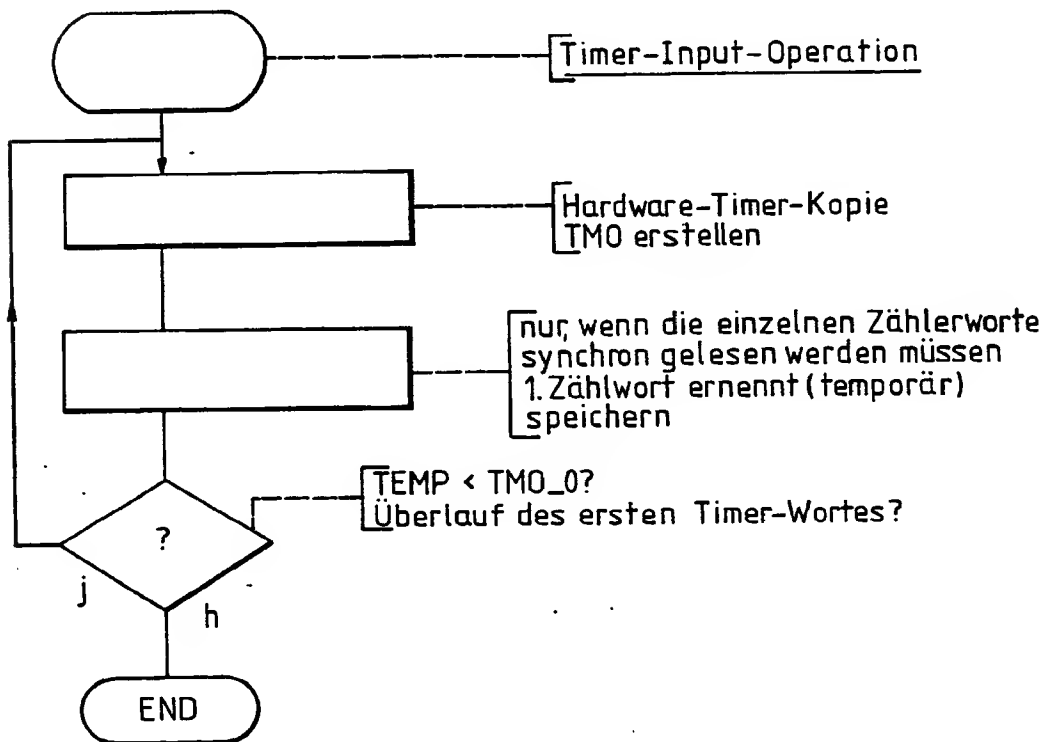 Timer-Input-Operation
Hardware-Timer-Kopie
TMO erstellen
nur, wenn die einzelnen Zählerworte
synchron gelesen werden müssen
1. Zählwort ernennt (temporär)
speichern
TEMP < TMO_0?
Überlauf des ersten Timer-Wortes?
?
j
h
END